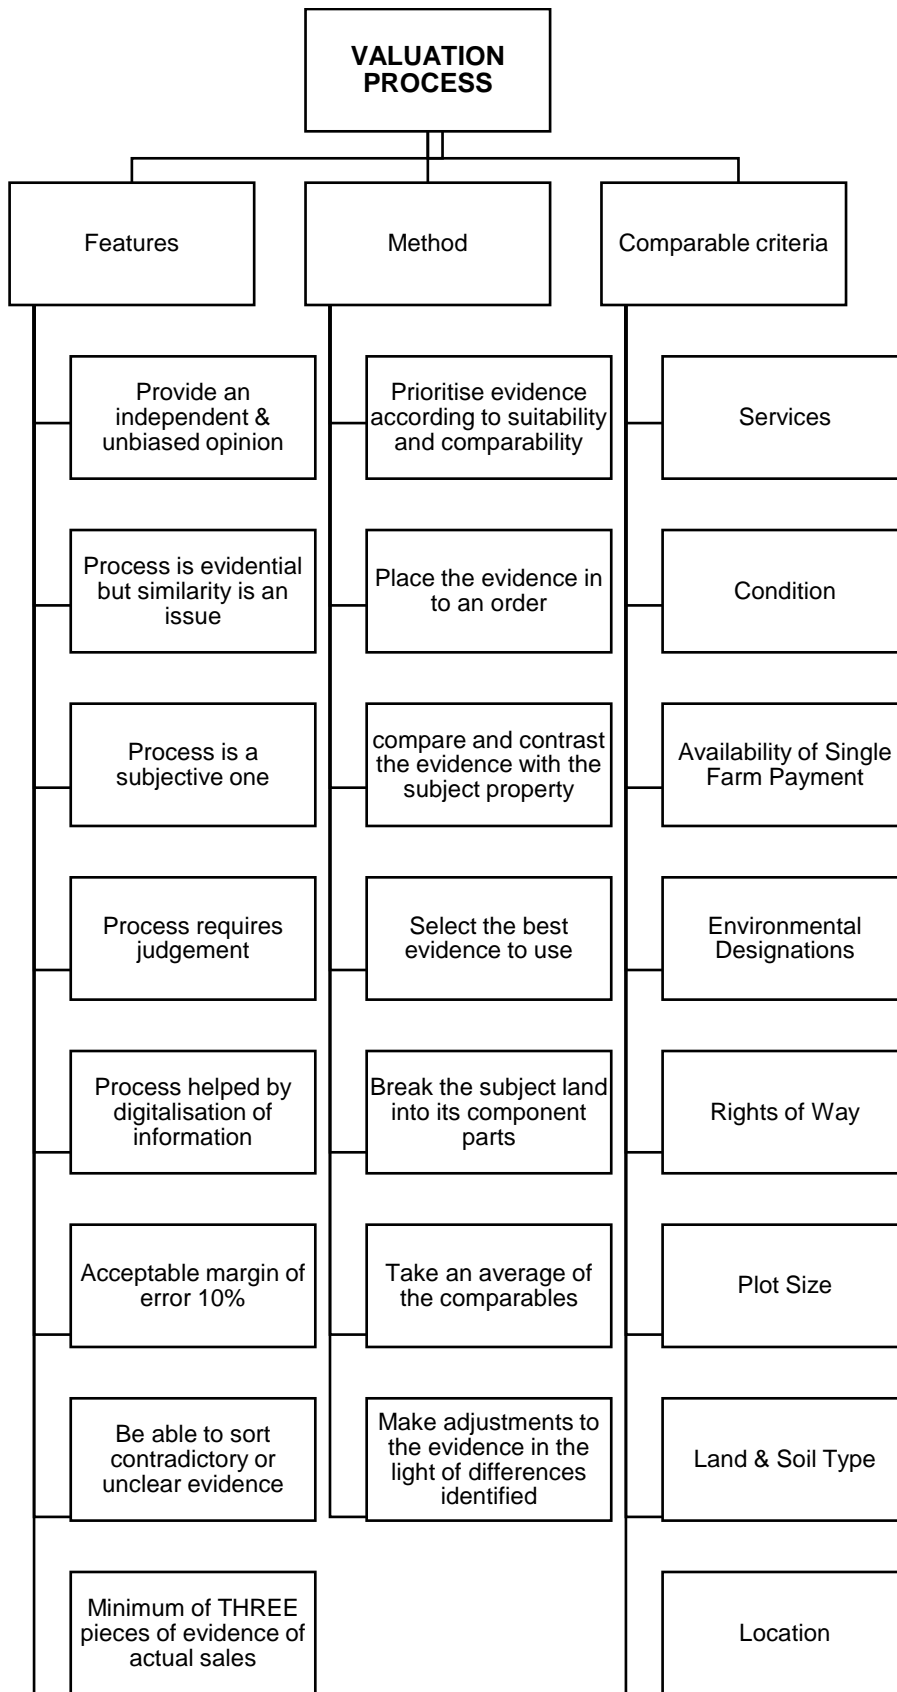 VALUATION
PROCESS
Features
Method
Comparable criteria
Provide an
independent &
unbiased opinion
Process is evidential
but similarity is an
issue
Process is a
subjective one
Process requires
judgement
Process helped by
digitalisation of
information
Acceptable margin of
error 10%
Be able to sort
contradictory or
unclear evidence
Minimum of THREE
pieces of evidence of
actual sales
Prioritise evidence
according to suitability
and comparability
Place the evidence in
to an order
compare and contrast
the evidence with the
subject property
Select the best
evidence to use
Break the subject land
into its component
parts
Take an average of
the comparables
Make adjustments to
the evidence in the
light of differences
identified
Services
Condition
Availability of Single
Farm Payment
Environmental
Designations
Rights of Way
Plot Size
Land & Soil Type
Location